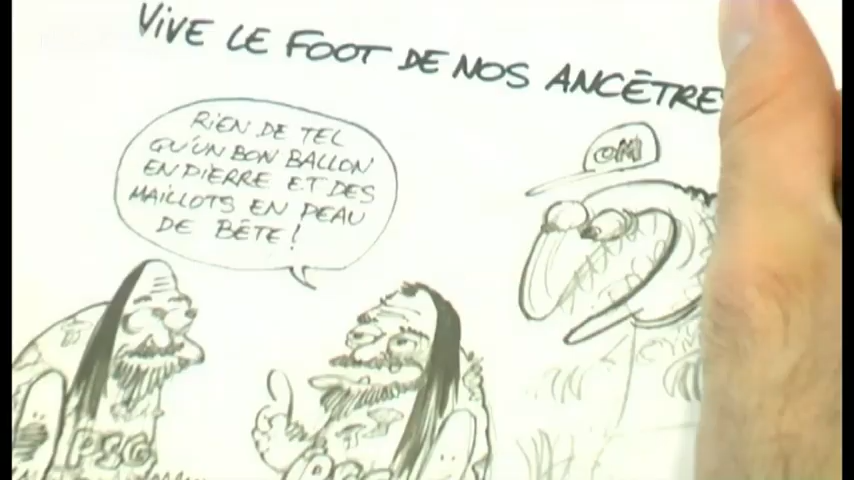 VIVE LE FOOT DE NOS ANCÊTRE
RIEN DE TEL
QU'UN BON BALLON
EN PIERRE ET DES
MAILLOTS EN PEAU
DE BÊTE!
OM
PSG